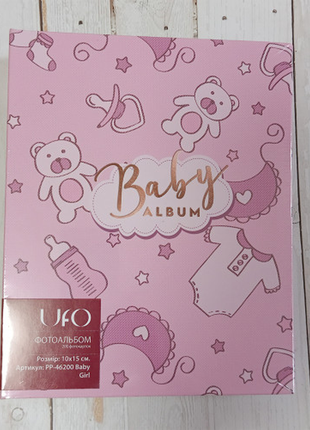 Baby
ALBUM
UFO
ФОТОАЛЬБОМ
Розмір: 10x15 см.
Артикул: PP-46200 Baby
Girl